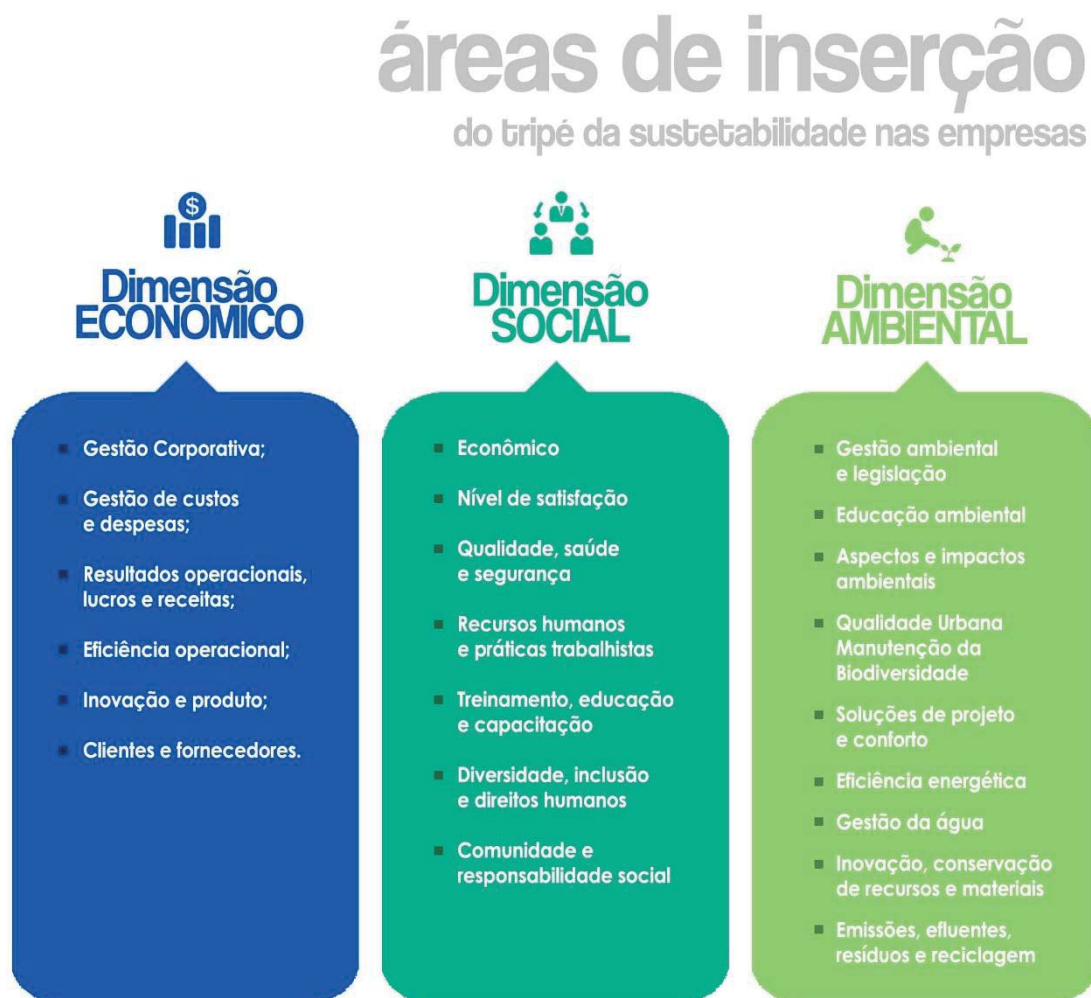 áreas de inserção
do tripé da sustetabilidade nas empresas
$
Dimensão
ECONÔMICO
Gestão Corporativa;
Gestão de custos
e despesas;
Resultados operacionais,
lucros e receitas;
Eficiência operacional;
Inovação e produto;
Clientes e fornecedores.
Dimensão
SOCIAL
Econômico
Nível de satisfação
Qualidade, saúde
e segurança
Recursos humanos
e práticas trabalhistas
Treinamento, educação
e capacitação
Diversidade, inclusão
e direitos humanos
Comunidade e
responsabilidade social
Dimensão
AMBIENTAL
Gestão ambiental
e legislação
Educação ambiental
Aspectos e impactos
ambientais
Qualidade Urbana
Manutenção da
Biodiversidade
Soluções de projeto
e conforto
Eficiência energética
Gestão da água
Inovação, conservação
de recursos e materiais
Emissões, efluentes,
resíduos e reciclagem